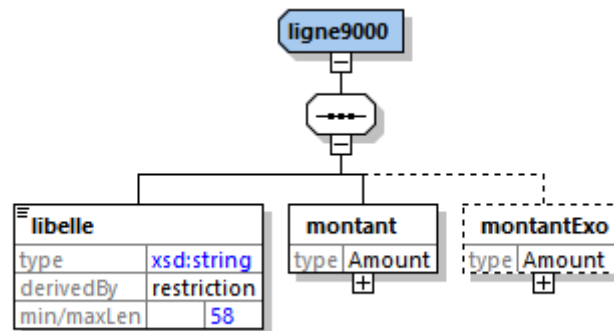 ligne9000
libelle
type xsd:string
derivedBy restriction
min/maxLen 58
montant
type Amount
montantExo
type Amount